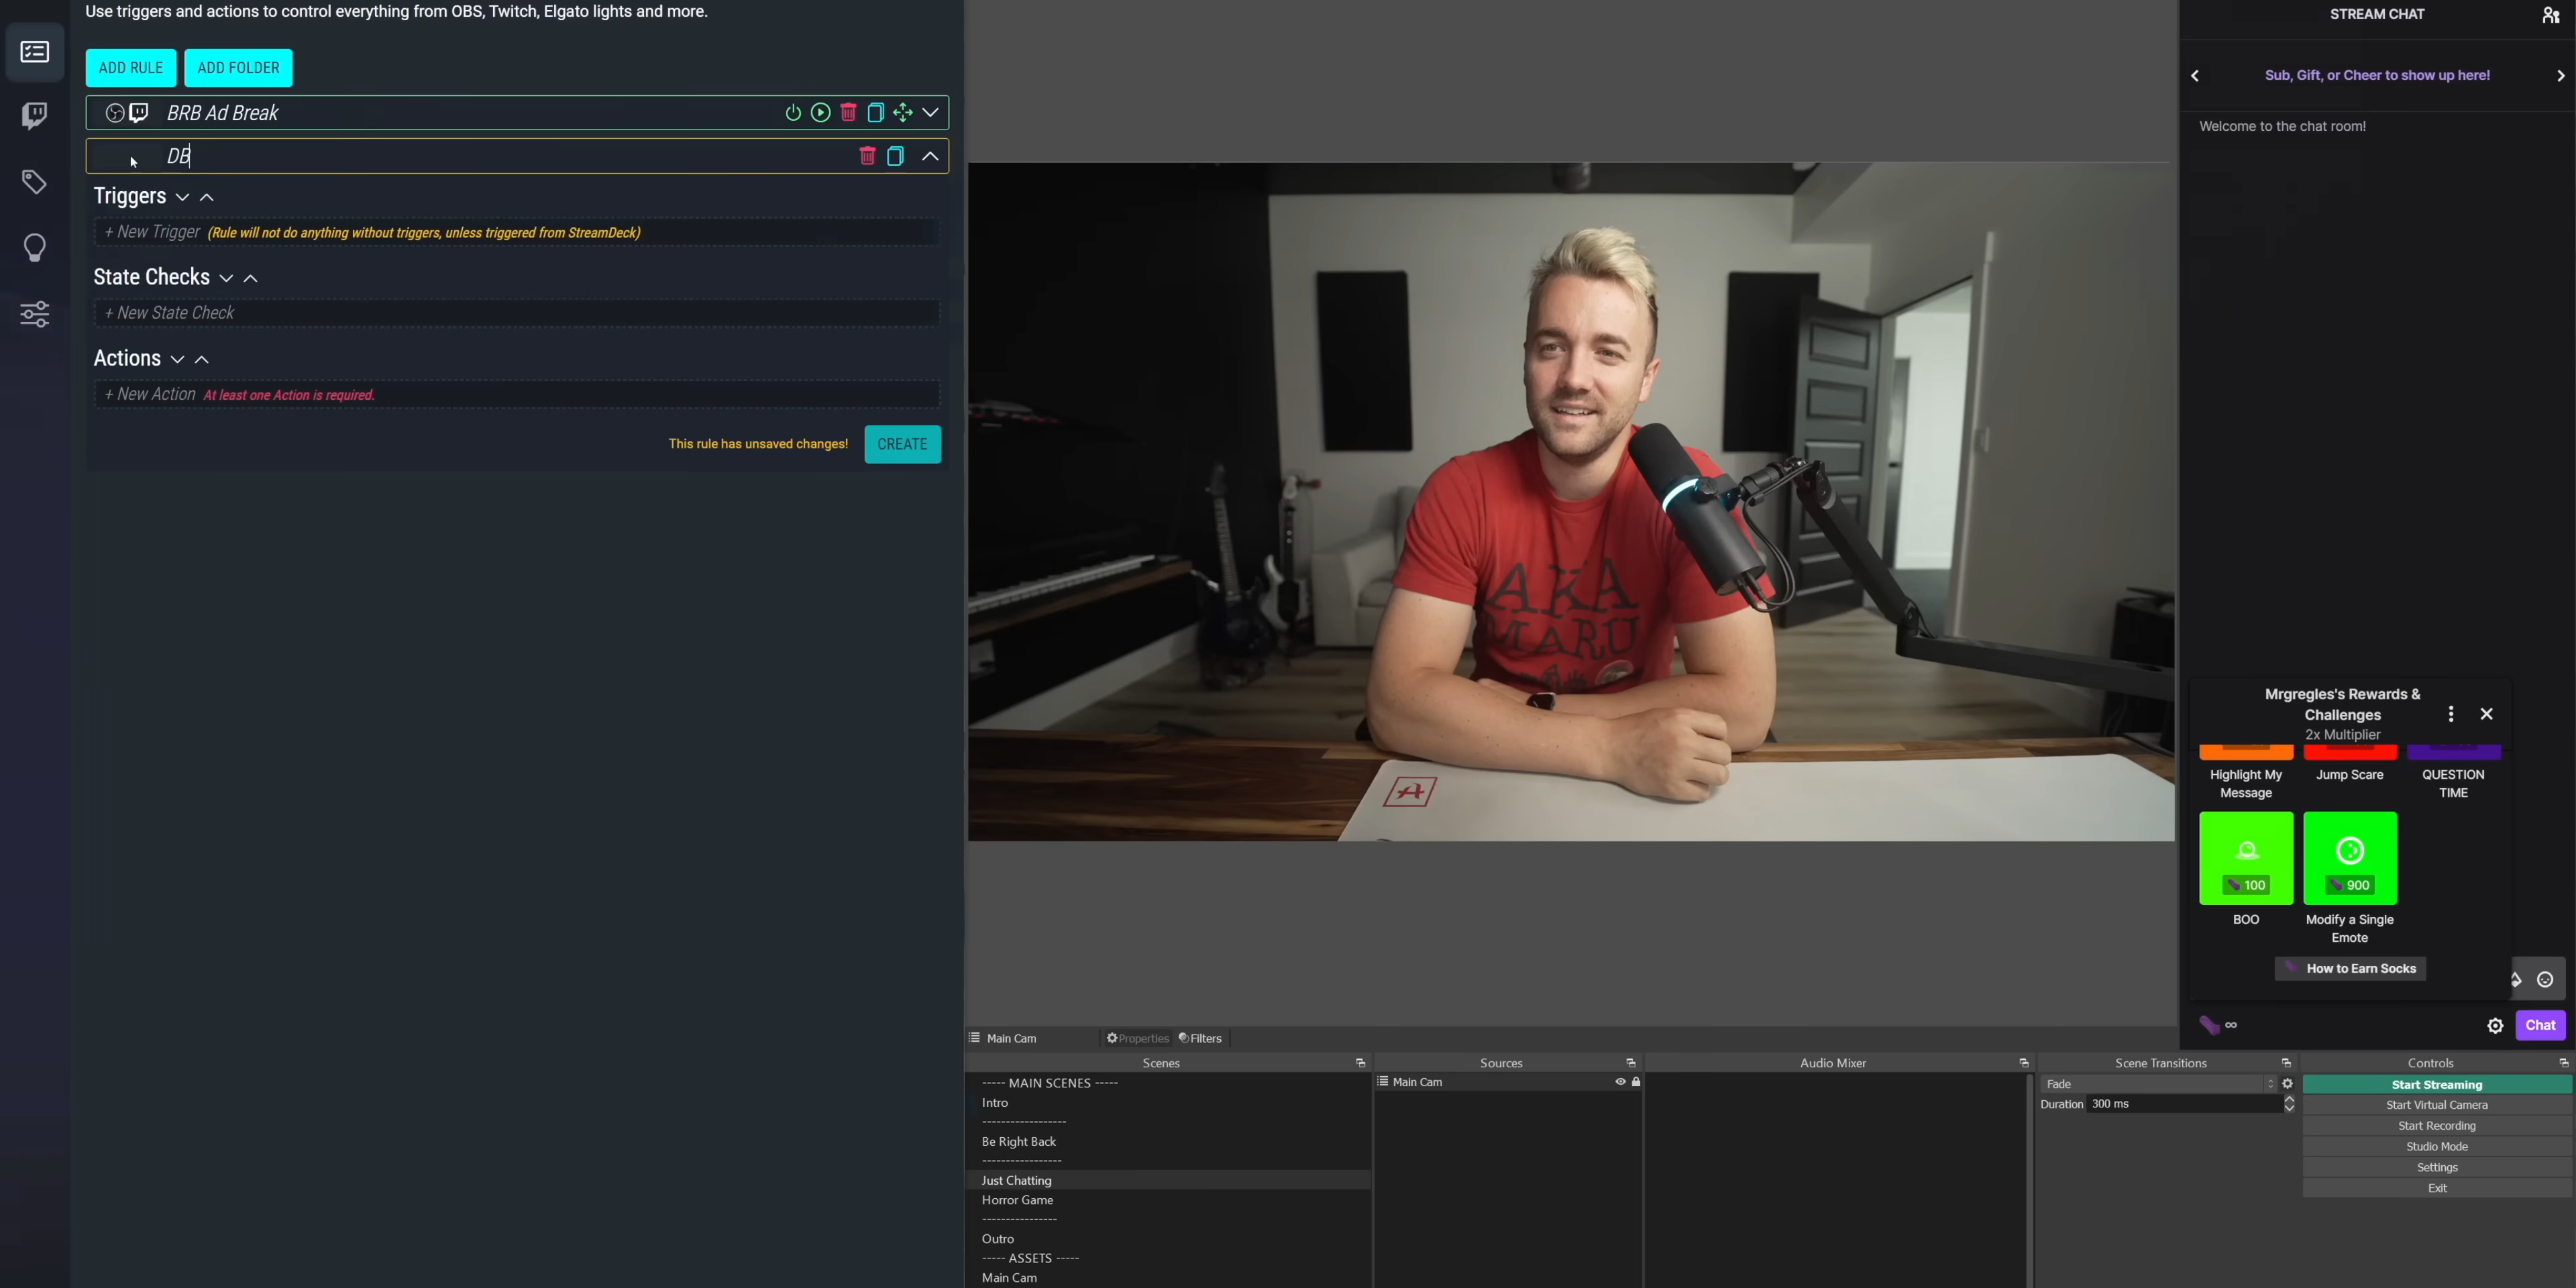 Use triggers and actions to control everything from OBS, Twitch, Elgato lights and more.
ADD RULE
ADD FOLDER
BRB Ad Break
DB
Triggers
+ New Trigger (Rule will not do anything without triggers, unless triggered from StreamDeck)
State Checks
+ New State Check
Actions
+ New Action At least one Action is required.
This rule has unsaved changes!
CREATE
AKA
MARU
STREAM CHAT
Sub, Gift, or Cheer to show up here!
Welcome to the chat room!
Mrgregles's Rewards &
Challenges
2x Multiplier
Highlight My
Message
Jump Scare
QUESTION
TIME
100
BOO
900
Modify a Single
Emote
How to Earn Socks
∞
Chat
Main Cam
Properties
Filters
Scenes
----- MAIN SCENES -----
Intro
------------------
Be Right Back
-----------------
Just Chatting
Horror Game
----------------
Outro
----- ASSETS -----
Main Cam
Sources
Main Cam
Audio Mixer
Scene Transitions
Fade
Duration 300 ms
Controls
Start Streaming
Start Virtual Camera
Start Recording
Studio Mode
Settings
Exit